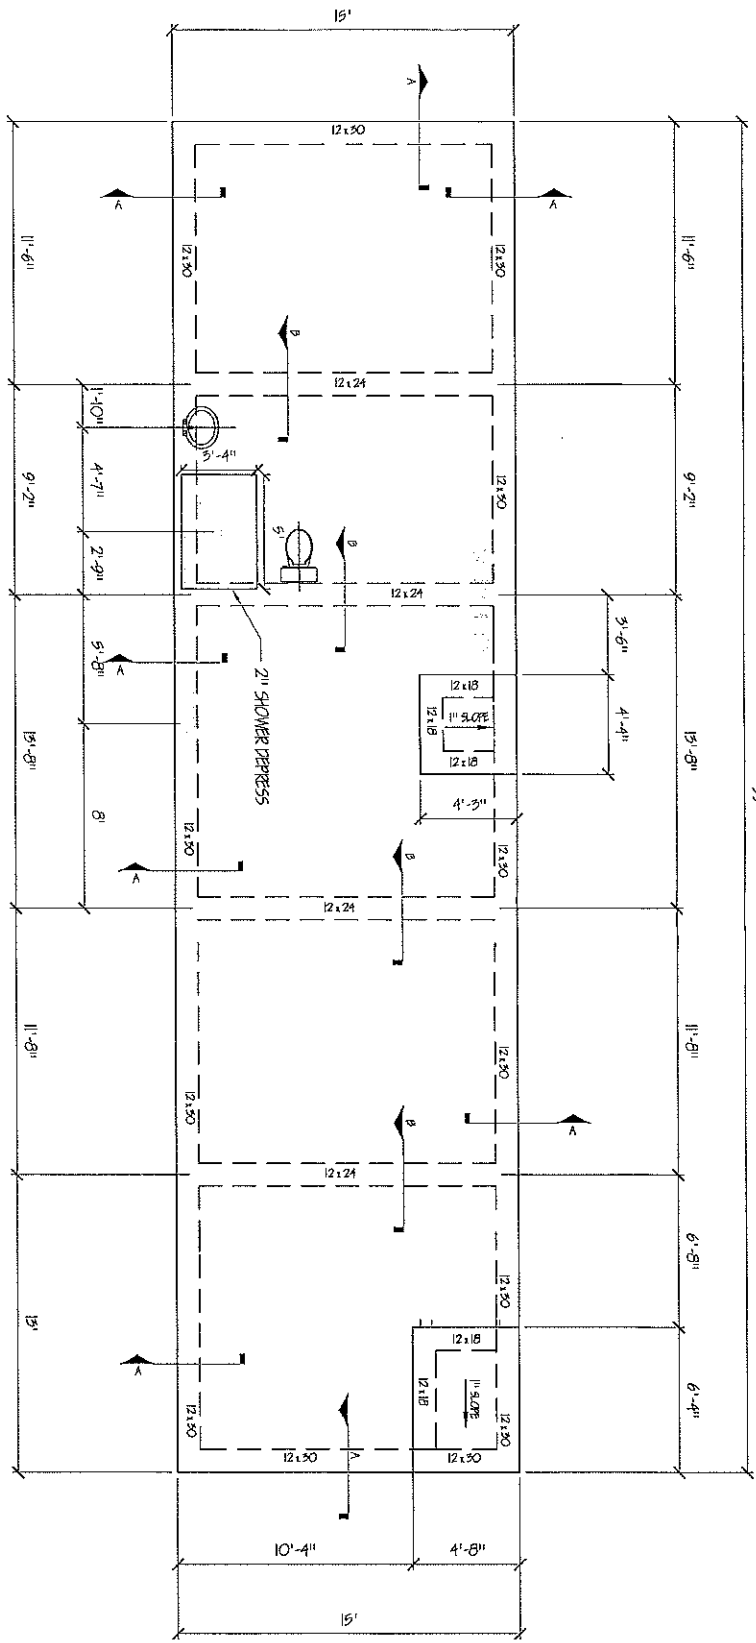 15'
A
12x30
A
A
11'-6"
12x30
12x30
11'-6"
B
12x24
1'-10"
9'-2"
4'-7"
3'-4"
12x30
9'-2"
5'
B
2'-9"
12x24
5'-8"
A
3'-6"
2" SHOWER DEPRESS
12x18
12x18
1" SLOPE
12x18
4'-4"
13'-8"
13'-8"
4'-3"
8'
12x30
12x30
A
B
12x24
11'-8"
12x30
12x30
11'-8"
B
A
12x24
6'-8"
12x30
13'
12x18
12x18
1" SLOPE
6'-4"
A
12x30
12x30
A
12x30
12x30
10'-4"
4'-8"
15'